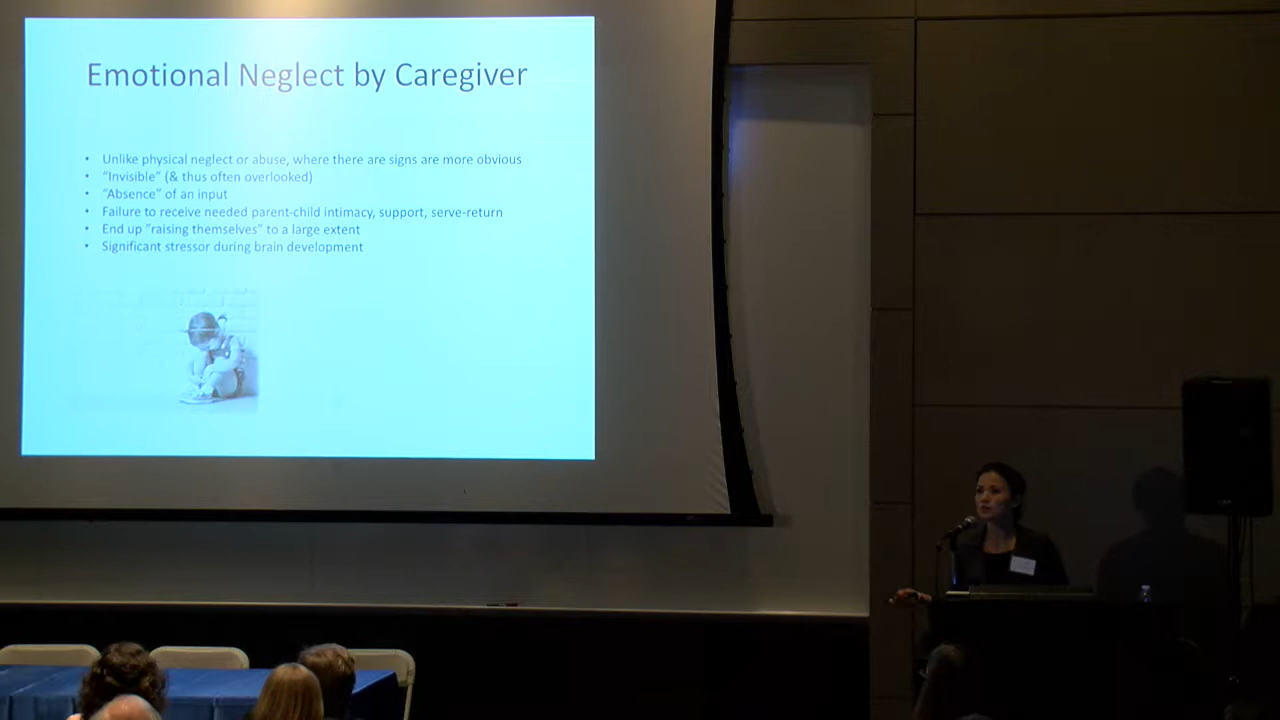 Emotional Neglect by Caregiver
• Unlike physical neglect or abuse, where there are signs are more obvious
• “Invisible” (& thus often overlooked)
• “Absence” of an input
• Failure to receive needed parent-child intimacy, support, serve-return
• End up ”raising themselves” to a large extent
• Significant stressor during brain development